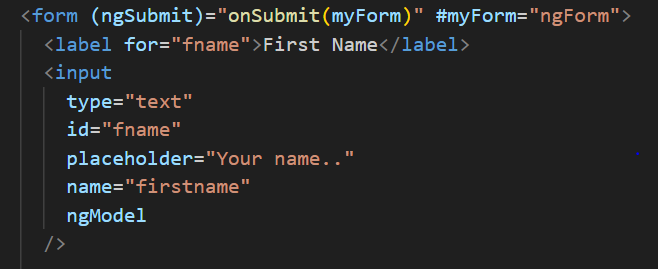 <form (ngSubmit)="onSubmit(myForm)" #myForm="ngForm">
<label for="fname">First Name</label>
<input
type="text"
id="fname"
placeholder="Your name.."
name="firstname"
ngModel
/>